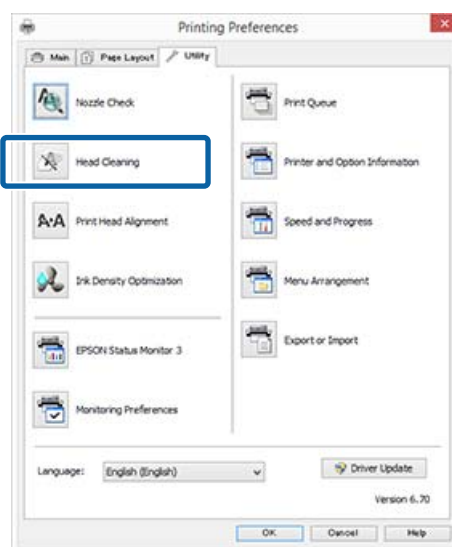 Printing Preferences
Main
Page Layout
Utility
Nozzle Check
Print Queue
Head Cleaning
Printer and Option Information
A·A
Print Head Alignment
Speed and Progress
Ink Density Optimization
Menu Arrangement
EPSON Status Monitor 3
Export or Import
Monitoring Preferences
Language:
English (English)
Driver Update
Version 6.70
OK
Cancel
Help